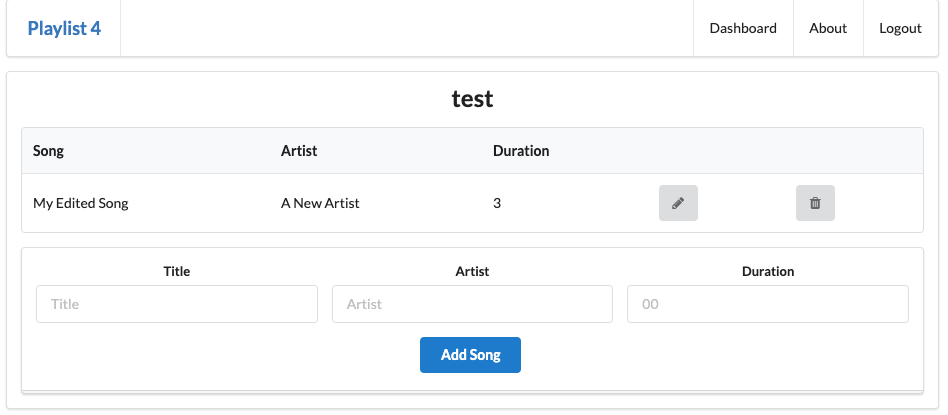 Playlist 4 Dashboard About Logout
test
Song Artist Duration
My Edited Song A New Artist 3
Title Artist Duration
Title Artist 00
Add Song